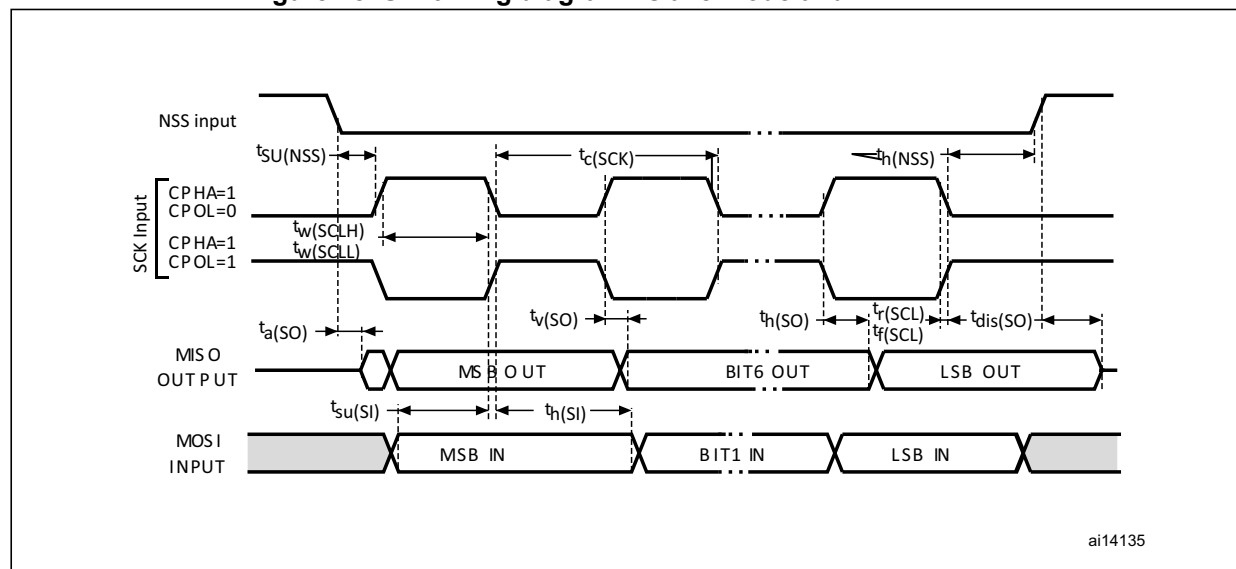 NSS input
tSU(NSS)
tc(SCK)
th(NSS)
SCK Input
CPHA=1
CPOL=0
tw(SCLH)
CPHA=1
tw(SCLL)
CPOL=1
ta(SO)
tv(SO)
th(SO)
tr(SCL)
tf(SCL)
tdis(SO)
MISO
OUTPUT
MSB OUT
BIT6 OUT
LSB OUT
tsu(SI)
th(SI)
MOSI
INPUT
MSB IN
BIT1 IN
LSB IN
ai14135